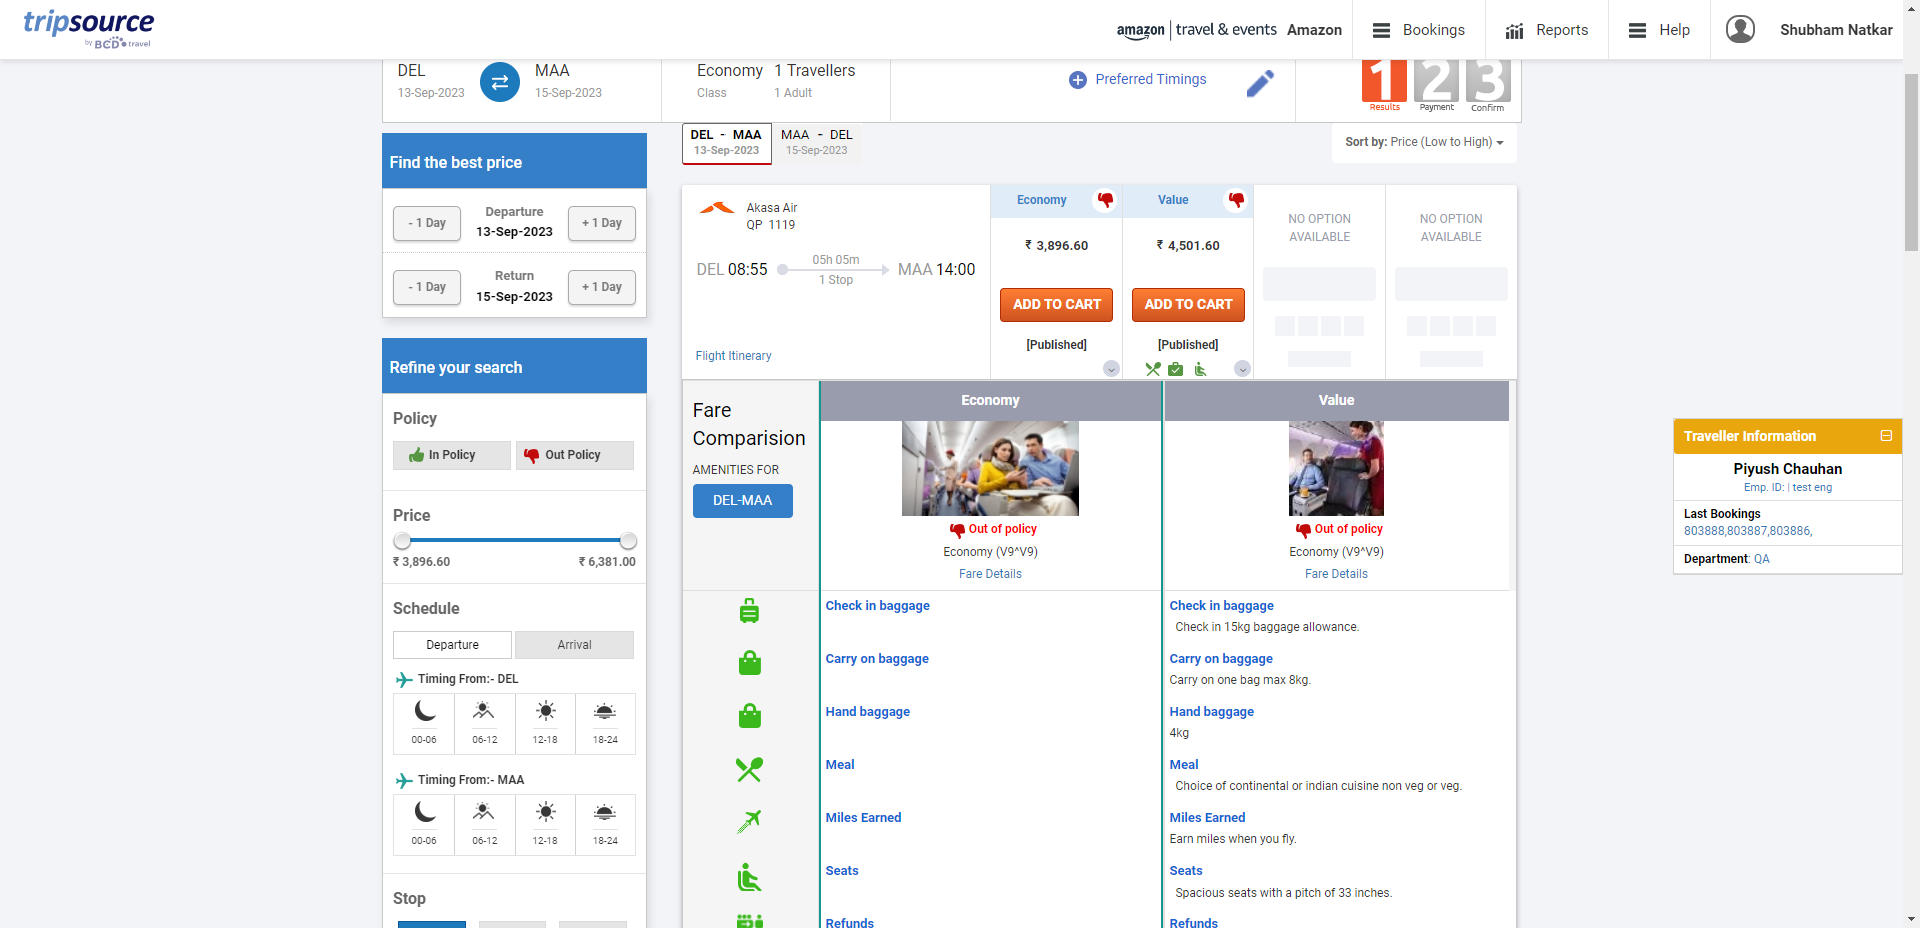 tripsource
by BCD travel
amazon | travel & events Amazon
Bookings
Reports
Help
Shubham Natkar
DEL
13-Sep-2023
MAA
15-Sep-2023
Economy
Class
1 Travellers
1 Adult
Preferred Timings
1 2 3
Results Payment Confirm
DEL - MAA
13-Sep-2023
MAA - DEL
15-Sep-2023
Sort by: Price (Low to High)
Find the best price
- 1 Day
Departure
13-Sep-2023
+ 1 Day
- 1 Day
Return
15-Sep-2023
+ 1 Day
Refine your search
Policy
In Policy
Out Policy
Price
₹ 3,896.60
₹ 6,381.00
Schedule
Departure
Arrival
Timing From:- DEL
00-06
06-12
12-18
18-24
Timing From:- MAA
00-06
06-12
12-18
18-24
Stop
Akasa Air
QP 1119
DEL 08:55
05h 05m
1 Stop
MAA 14:00
Flight Itinerary
Economy
₹ 3,896.60
ADD TO CART
[Published]
Value
₹ 4,501.60
ADD TO CART
[Published]
NO OPTION
AVAILABLE
NO OPTION
AVAILABLE
Fare
Comparision
AMENITIES FOR
DEL-MAA
Economy
Out of policy
Economy (V9^V9)
Fare Details
Value
Out of policy
Economy (V9^V9)
Fare Details
Check in baggage
Check in baggage
Check in 15kg baggage allowance.
Carry on baggage
Carry on baggage
Carry on one bag max 8kg.
Hand baggage
Hand baggage
4kg
Meal
Meal
Choice of continental or indian cuisine non veg or veg.
Miles Earned
Miles Earned
Earn miles when you fly.
Seats
Seats
Spacious seats with a pitch of 33 inches.
Refunds
Refunds
Traveller Information
Piyush Chauhan
Emp. ID: | test eng
Last Bookings
803888,803887,803886,
Department: QA